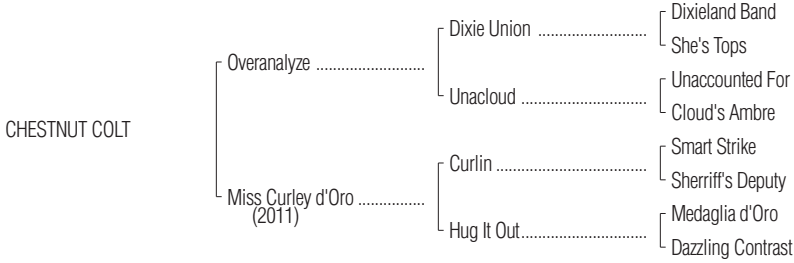 Dixieland Band
Dixie Union ..........................
She's Tops
Overanalyze ..........................
Unaccounted For
Unacloud ..............................
Cloud's Ambre
CHESTNUT COLT
Smart Strike
Curlin ....................................
Sherriff's Deputy
Miss Curley d'Oro ................
(2011)
Medaglia d'Oro
Hug It Out..............................
Dazzling Contrast